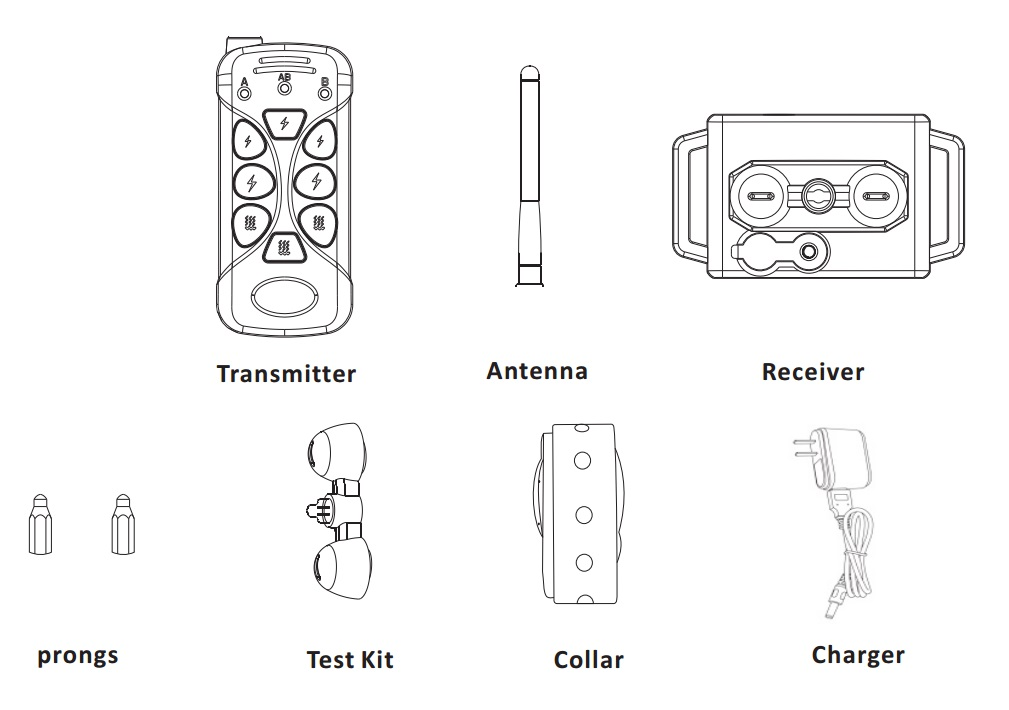 A AB B
Transmitter
Antenna
Receiver
prongs
Test Kit
Collar
Charger